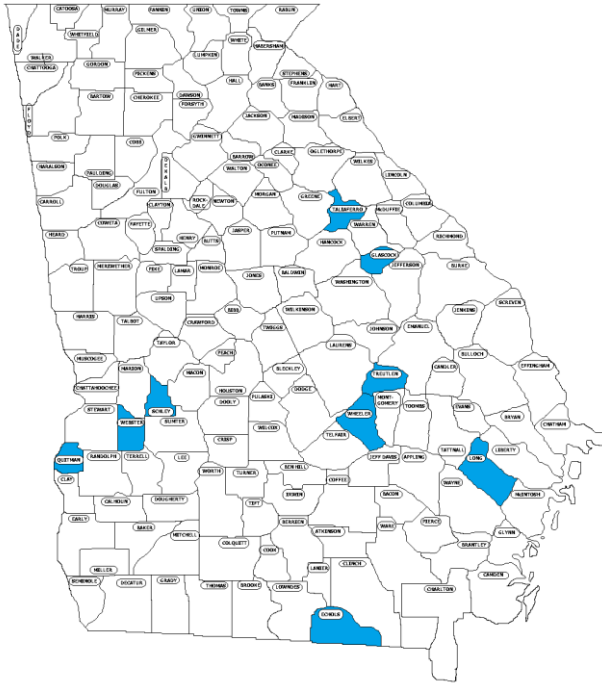 CATOOSA
MURRAY
FANNIN
UNION
TOWNS
RABUN
DADE
WHITFIELD
GILMER
WHITE
HABERSHAM
WALKER
CHATTOOGA
GORDON
LUMPKIN
PICKENS
HALL
BANKS
STEPHENS
FRANKLIN
HART
BARTOW
CHEROKEE
DAWSON
FORSYTH
FLOYD
JACKSON
MADISON
ELBERT
POLK
COBB
GWINNETT
BARROW
CLARKE
OGLETHORPE
HARALSON
PAULDING
DOUGLAS
DEKALB
WALTON
OCONEE
WILKES
LINCOLN
CARROLL
FULTON
CLAYTON
ROCK-
DALE
NEWTON
MORGAN
GREENE
TALIAFERRO
McDUFFIE
COLUMBIA
WARREN
HEARD
COWETA
FAYETTE
HENRY
SPALDING
BUTTS
JASPER
PUTNAM
HANCOCK
RICHMOND
GLASCOCK
JEFFERSON
BURKE
TROUP
MERIWETHER
PIKE
LAMAR
MONROE
JONES
BALDWIN
WASHINGTON
UPSON
HARRIS
TALBOT
CRAWFORD
BIBB
TWIGGS
WILKINSON
JOHNSON
EMANUEL
JENKINS
SCREVEN
MUSCOGEE
TAYLOR
PEACH
LAURENS
BULLOCH
EFFINGHAM
MARION
MACON
BLECKLEY
TREUTLEN
CANDLER
CHATTAHOOCHEE
SCHLEY
HOUSTON
DOOLY
PULASKI
DODGE
MONT-
GOMERY
TOOMBS
EVANS
BRYAN
CHATHAM
STEWART
WEBSTER
SUMTER
WILCOX
WHEELER
TELFAIR
CRISP
TATTNALL
LIBERTY
LONG
QUITMAN
RANDOLPH
TERRELL
LEE
WORTH
TURNER
BEN HILL
JEFF DAVIS
APPLING
WAYNE
McINTOSH
CLAY
CALHOUN
DOUGHERTY
TIFT
IRWIN
COFFEE
BACON
EARLY
BAKER
MITCHELL
COLQUITT
BERRIEN
ATKINSON
WARE
PIERCE
GLYNN
BRANTLEY
COOK
MILLER
LANIER
CLINCH
CAMDEN
SEMINOLE
DECATUR
GRADY
THOMAS
BROOKS
LOWNDES
CHARLTON
ECHOLS